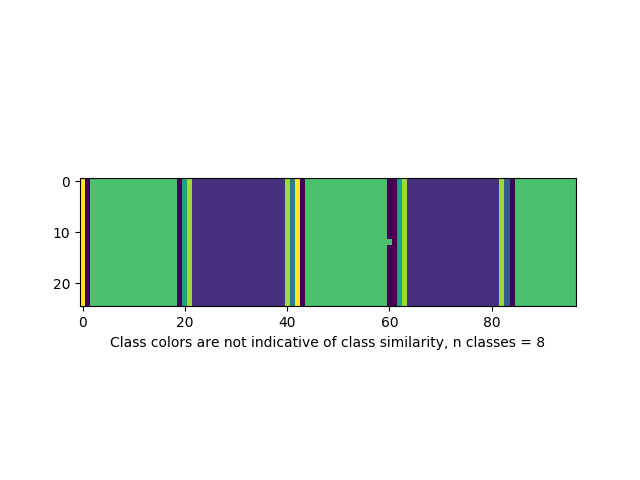 0
10
20
0 20 40 60 80
Class colors are not indicative of class similarity, n classes = 8